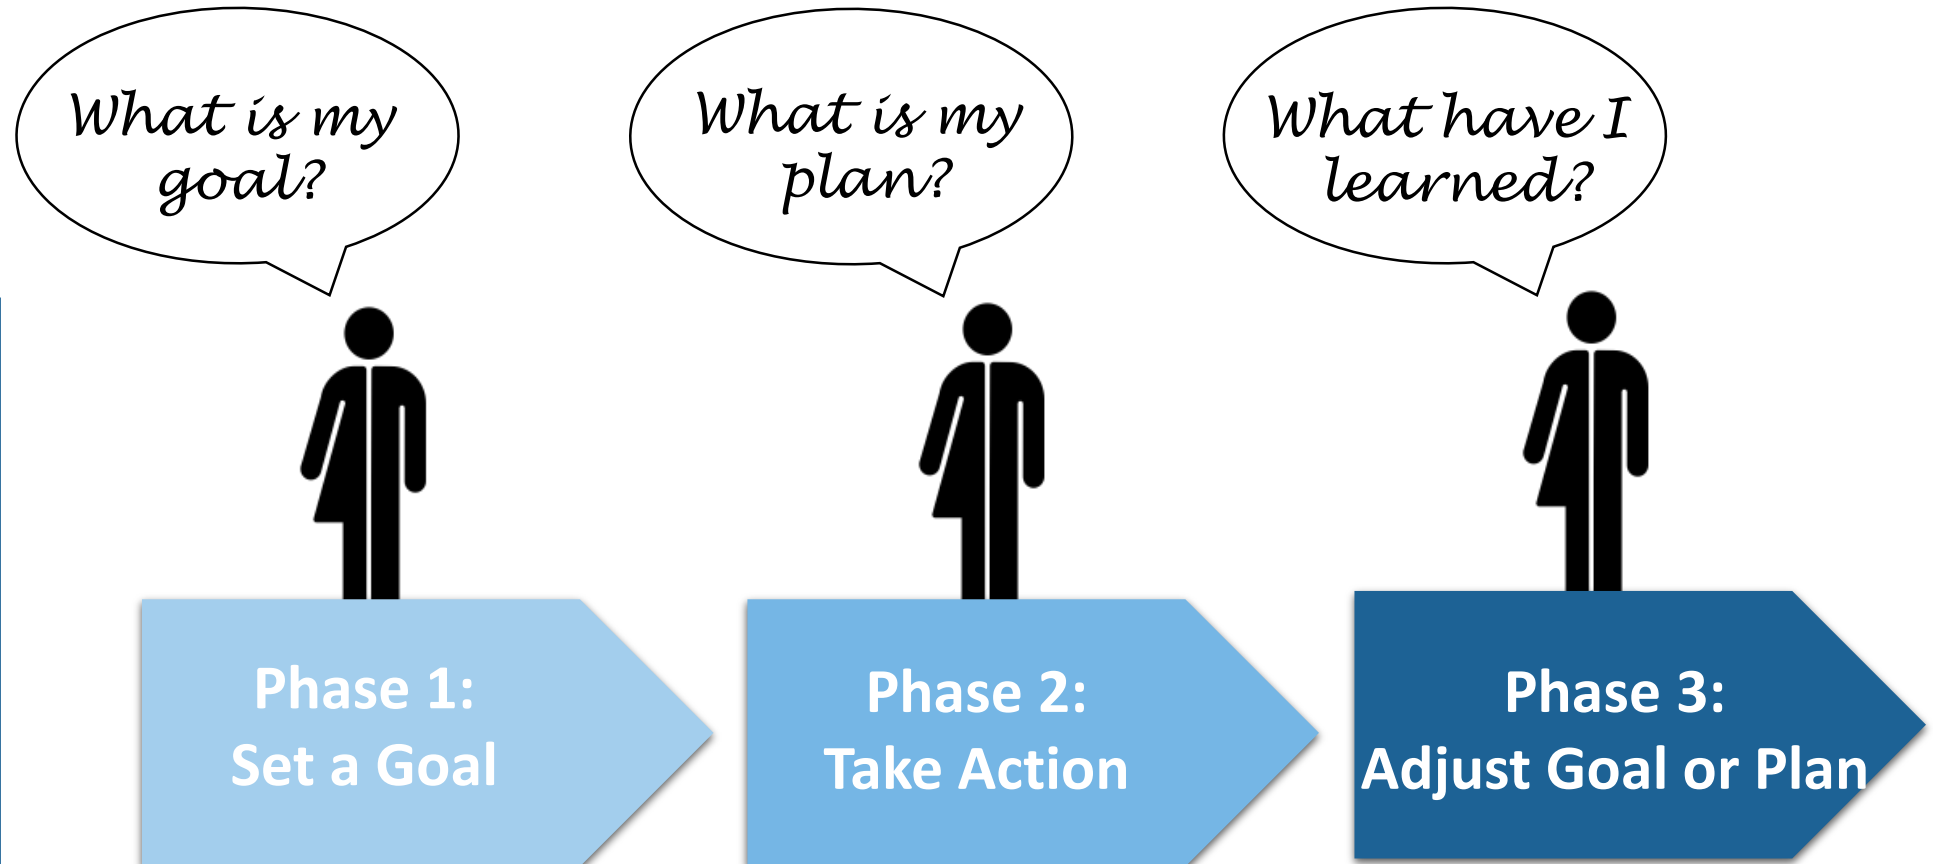 What is my
goal?
What is my
plan?
What have I
learned?
Phase 1:
Set a Goal
Phase 2:
Take Action
Phase 3:
Adjust Goal or Plan